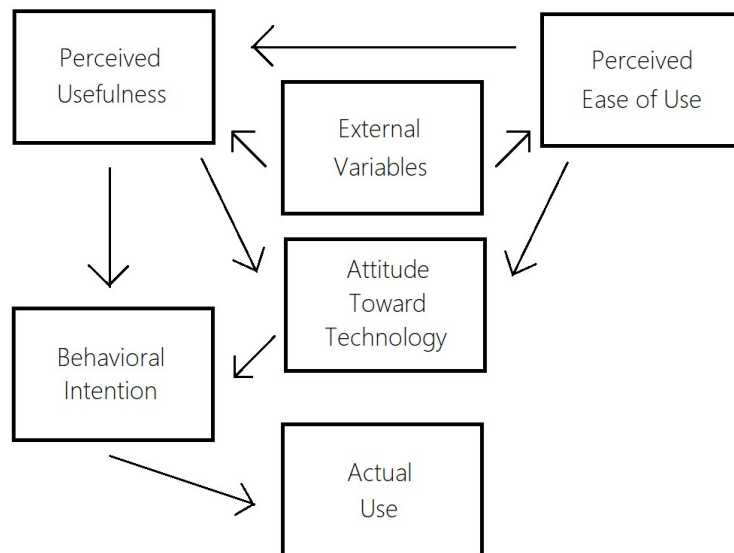 Perceived
Usefulness
Perceived
Ease of Use
External
Variables
Attitude
Toward
Technology
Behavioral
Intention
Actual
Use